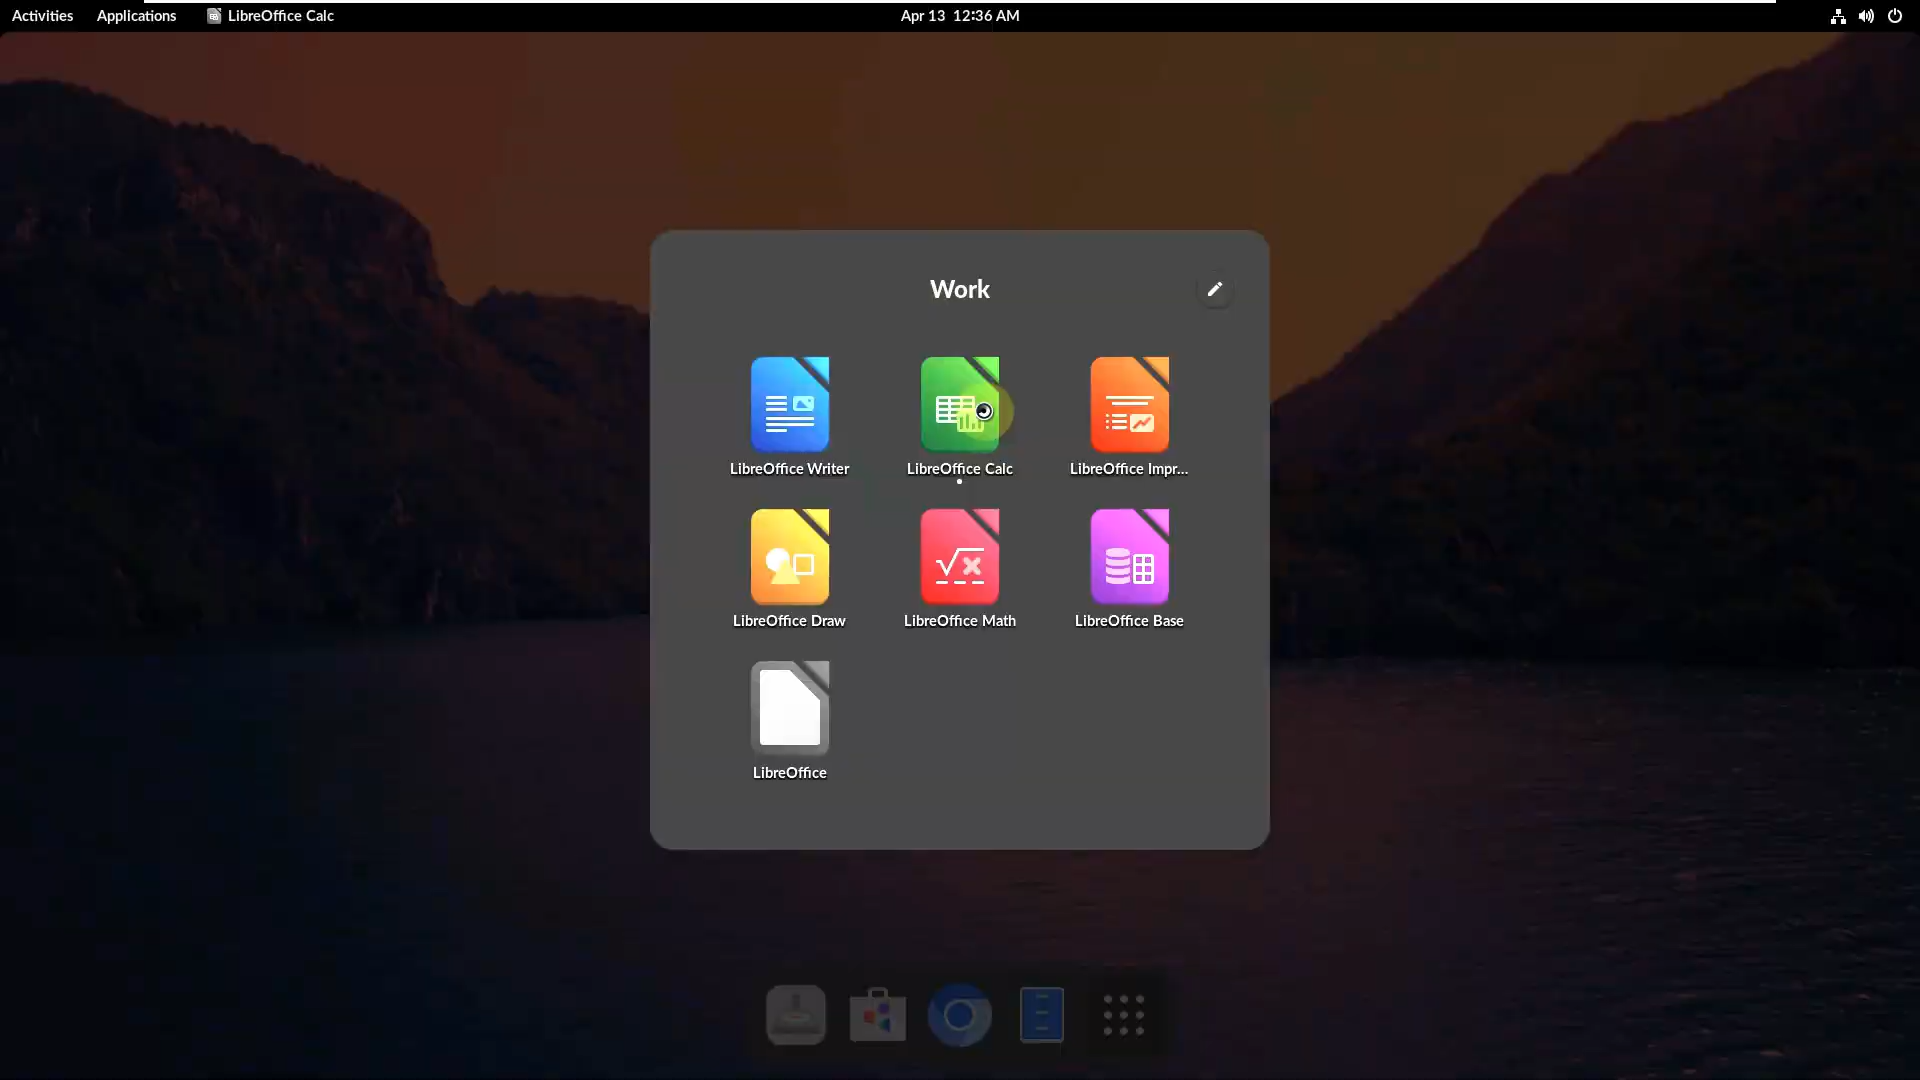 Activities Applications LibreOffice Calc Apr 13 12:36 AM
Work
LibreOffice Writer LibreOffice Calc LibreOffice Impr...
LibreOffice Draw LibreOffice Math LibreOffice Base
LibreOffice